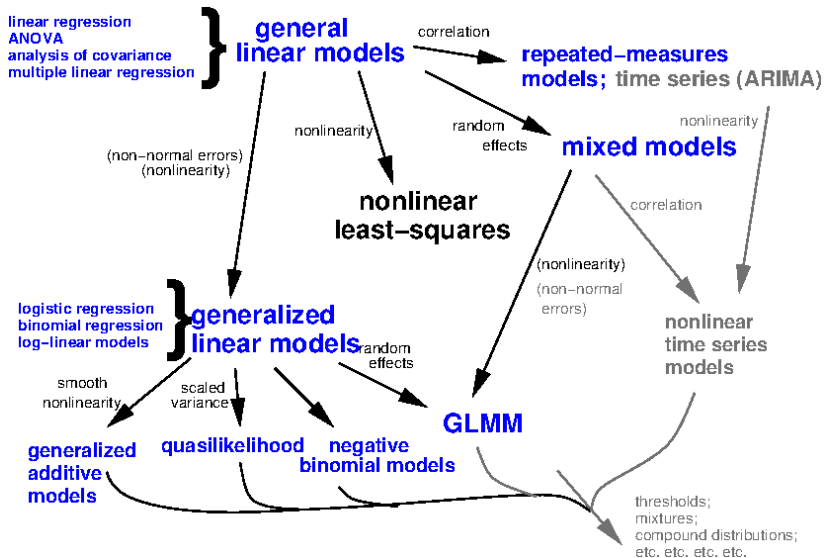 linear regression
ANOVA
analysis of covariance
multiple linear regression
general
linear models
correlation
repeated-measures
models; time series (ARIMA)
nonlinearity
random
effects
nonlinearity
mixed models
(non-normal errors)
(nonlinearity)
nonlinear
least-squares
correlation
(nonlinearity)
(non-normal
errors)
logistic regression
binomial regression
log-linear models
generalized
linear models
nonlinear
time series
models
random
effects
smooth
nonlinearity
scaled
variance
GLMM
generalized
additive
models
quasilikelihood
negative
binomial models
thresholds;
mixtures;
compound distributions;
etc. etc. etc. etc.